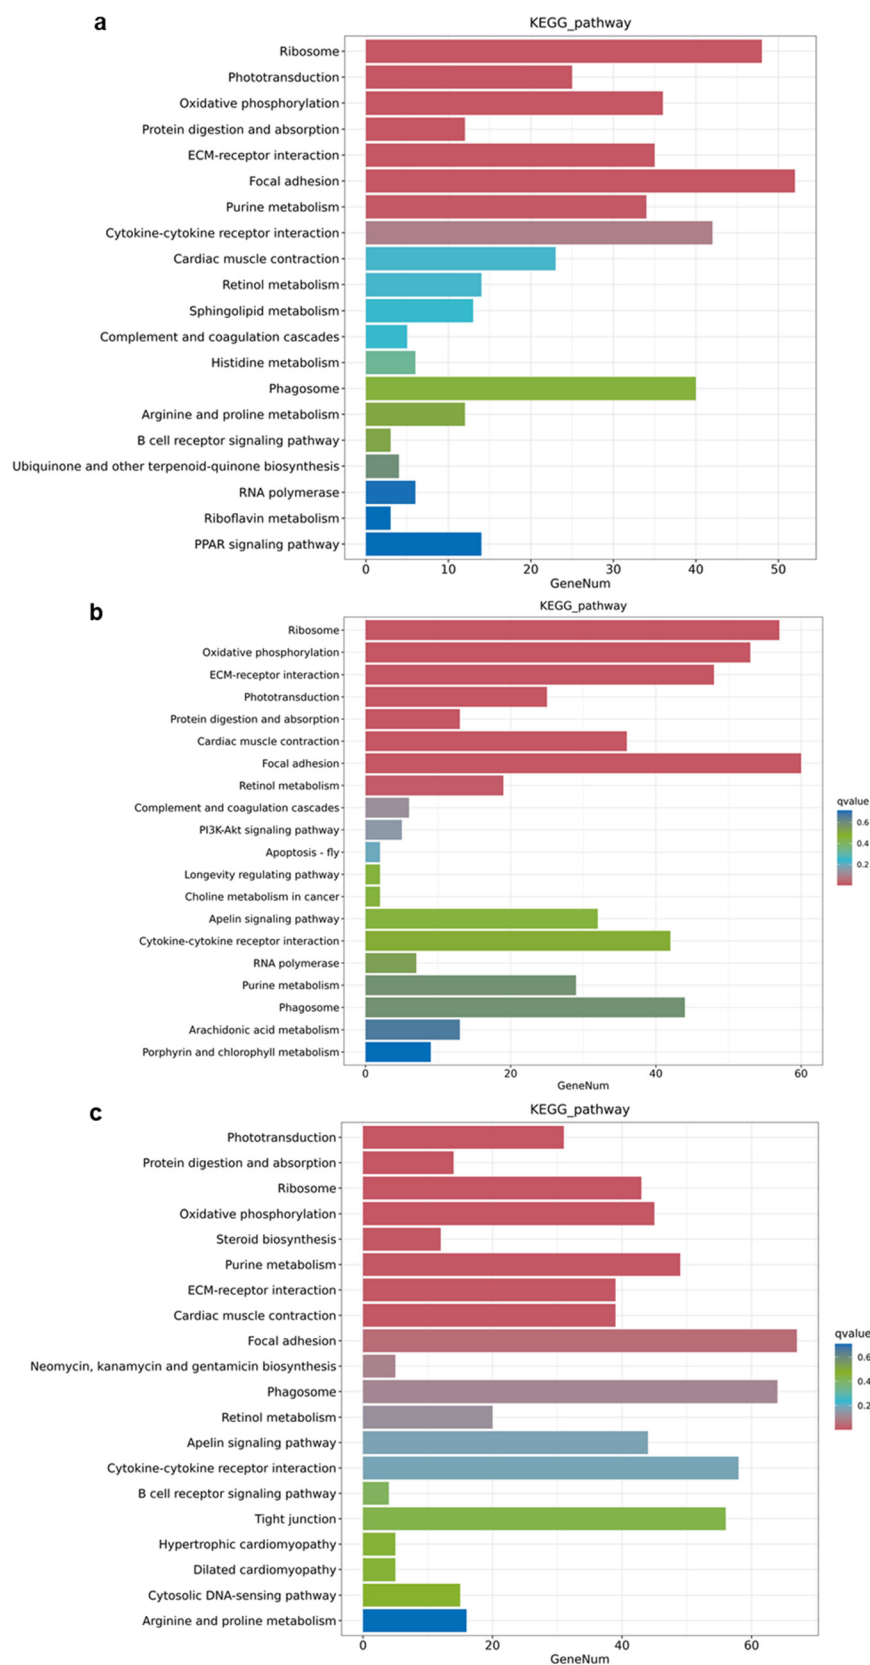 a
KEGG_pathway
Ribosome
Phototransduction
Oxidative phosphorylation
Protein digestion and absorption
ECM-receptor interaction
Focal adhesion
Purine metabolism
Cytokine-cytokine receptor interaction
Cardiac muscle contraction
Retinol metabolism
Sphingolipid metabolism
Complement and coagulation cascades
Histidine metabolism
Phagosome
Arginine and proline metabolism
B cell receptor signaling pathway
Ubiquinone and other terpenoid-quinone biosynthesis
RNA polymerase
Riboflavin metabolism
PPAR signaling pathway
0 10 20 30 40 50
GeneNum
b
KEGG_pathway
Ribosome
Oxidative phosphorylation
ECM-receptor interaction
Phototransduction
Protein digestion and absorption
Cardiac muscle contraction
Focal adhesion
Retinol metabolism
Complement and coagulation cascades
PI3K-Akt signaling pathway
Apoptosis - fly
Longevity regulating pathway
Choline metabolism in cancer
Apelin signaling pathway
Cytokine-cytokine receptor interaction
RNA polymerase
Purine metabolism
Phagosome
Arachidonic acid metabolism
Porphyrin and chlorophyll metabolism
0 20 40 60
GeneNum
qvalue
0.6
0.4
0.2
c
KEGG_pathway
Phototransduction
Protein digestion and absorption
Ribosome
Oxidative phosphorylation
Steroid biosynthesis
Purine metabolism
ECM-receptor interaction
Cardiac muscle contraction
Focal adhesion
Neomycin, kanamycin and gentamicin biosynthesis
Phagosome
Retinol metabolism
Apelin signaling pathway
Cytokine-cytokine receptor interaction
B cell receptor signaling pathway
Tight junction
Hypertrophic cardiomyopathy
Dilated cardiomyopathy
Cytosolic DNA-sensing pathway
Arginine and proline metabolism
0 20 40 60
GeneNum
qvalue
0.6
0.4
0.2